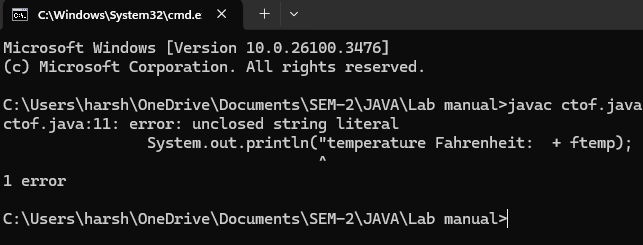 C:\Windows\System32\cmd.e
Microsoft Windows [Version 10.0.26100.3476]
(c) Microsoft Corporation. All rights reserved.
C:\Users\harsh\OneDrive\Documents\SEM-2\JAVA\Lab manual>javac ctof.java
ctof.java:11: error: unclosed string literal
System.out.println("temperature Fahrenheit:  + ftemp);
^
1 error
C:\Users\harsh\OneDrive\Documents\SEM-2\JAVA\Lab manual>